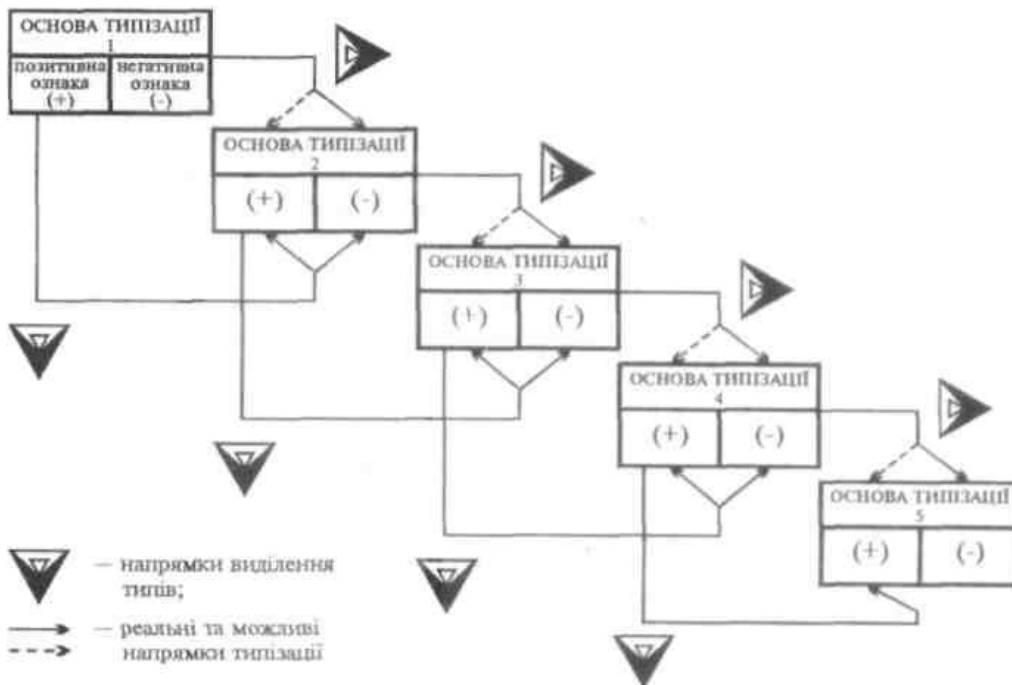 ОСНОВА ТИПІЗАЦІЇ
1
позитивна ознака (+)
негативна ознака (-)
ОСНОВА ТИПІЗАЦІЇ
2
(+) (-)
ОСНОВА ТИПІЗАЦІЇ
3
(+) (-)
ОСНОВА ТИПІЗАЦІЇ
4
(+) (-)
ОСНОВА ТИПІЗАЦІЇ
5
(+) (-)
— напрямки виділення
типів;
— реальні та можливі
напрямки типізації